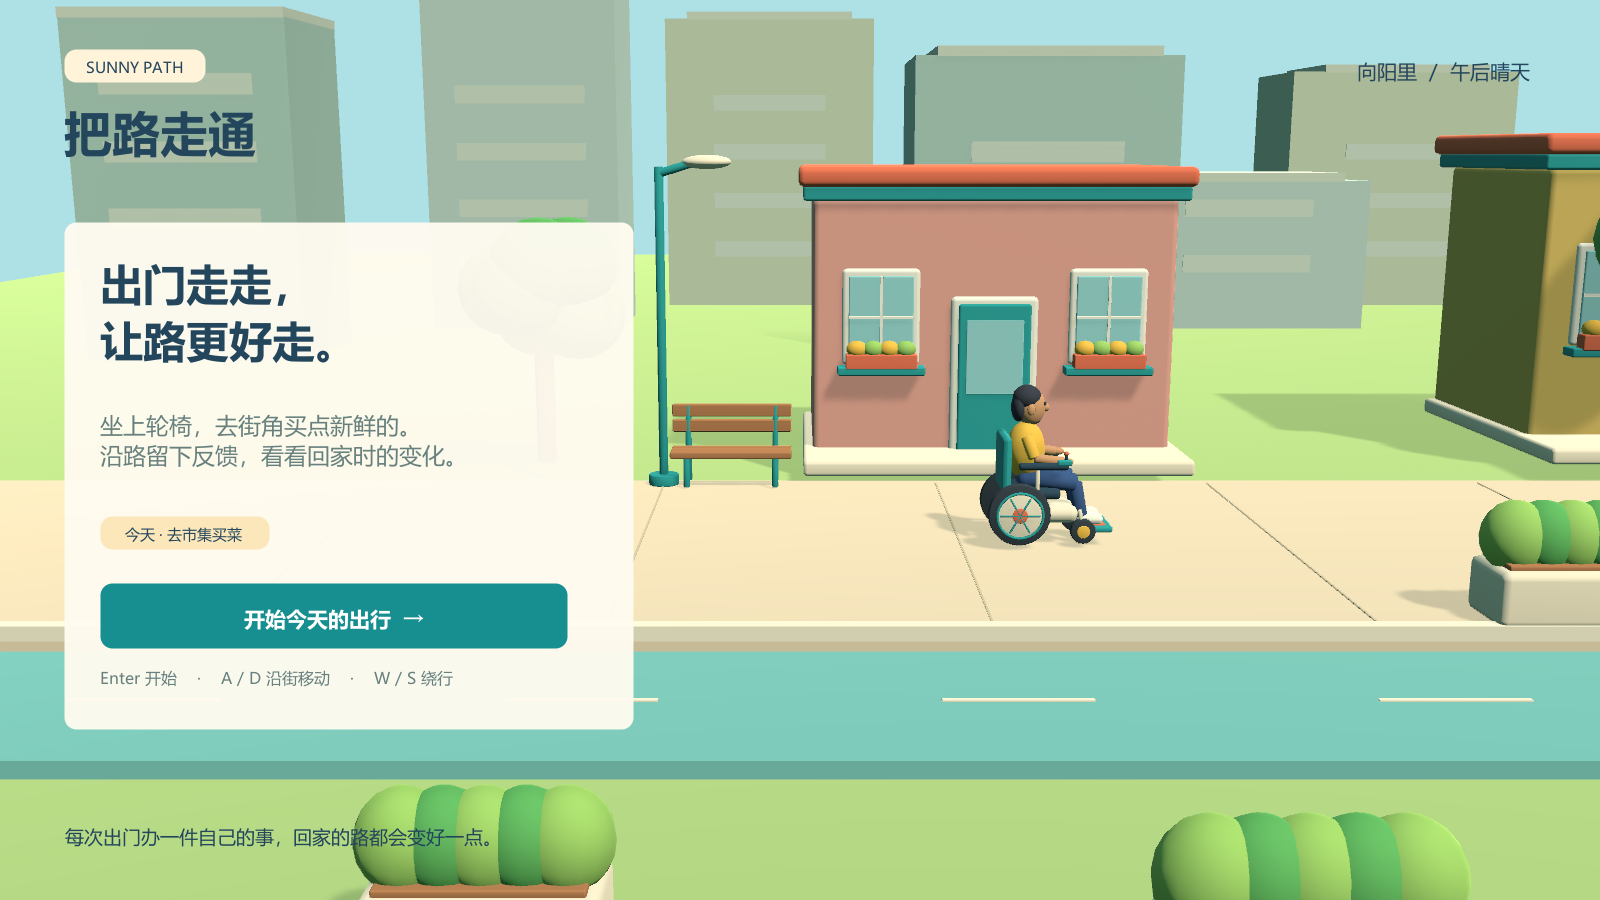 SUNNY PATH
向阳里 / 午后晴天
把路走通
出门走走，
让路更好走。
坐上轮椅，去街角买点新鲜的。
沿路留下反馈，看看回家时的变化。
今天 · 去市集买菜
开始今天的出行 →
Enter 开始 · A / D 沿街移动 · W / S 绕行
每次出门办一件自己的事，回家的路都会变好一点。